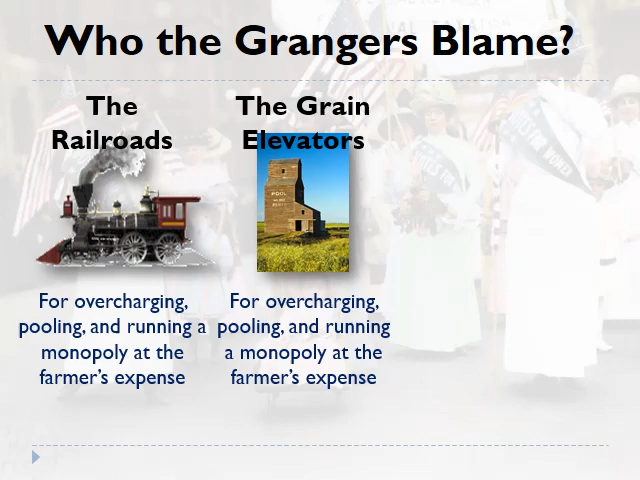 Who the Grangers Blame?
The
Railroads
The Grain
Elevators
POOL
For overcharging,
pooling, and running a
monopoly at the
farmer's expense
For overcharging,
pooling, and running
a monopoly at the
farmer's expense